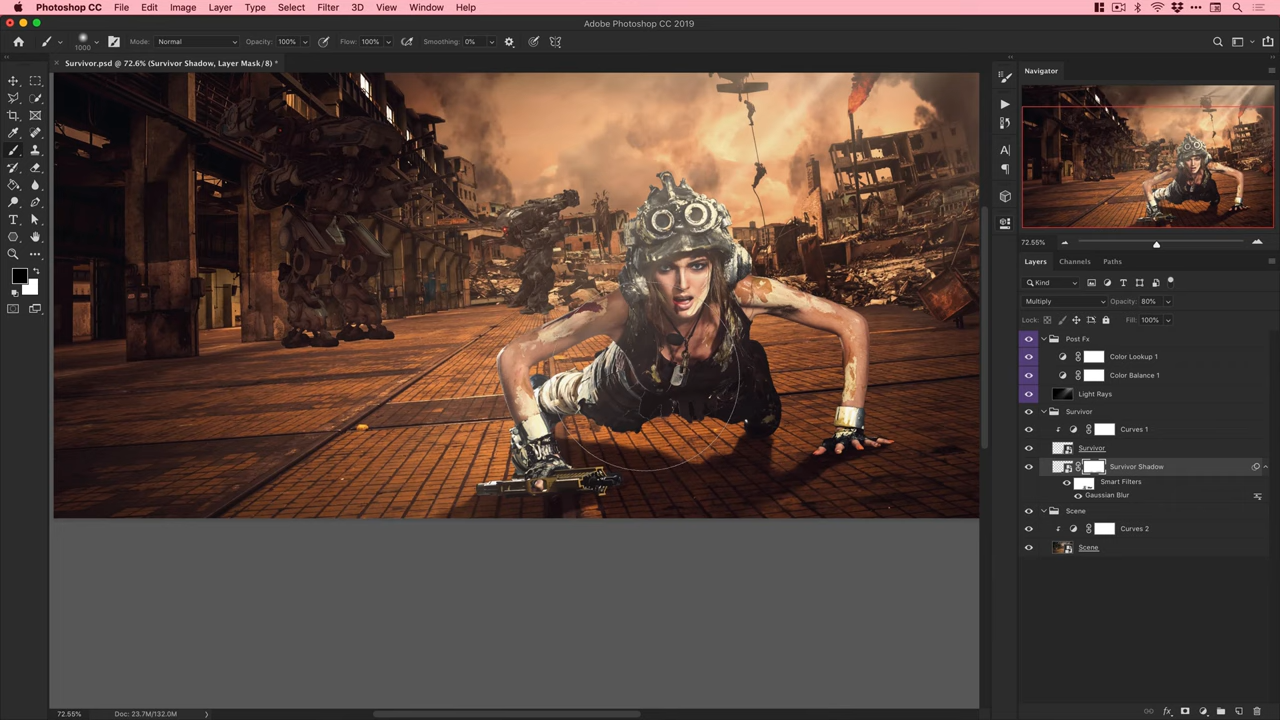 Photoshop CC File Edit Image Layer Type Select Filter 3D View Window Help
Adobe Photoshop CC 2019
1000 Mode: Normal Opacity: 100% Flow: 100% Smoothing: 0%
× Survivor.psd @ 72.6% (Survivor Shadow, Layer Mask/8) *
Navigator
72.55%
Layers Channels Paths
Kind
Multiply Opacity: 80%
Lock: Fill: 100%
Post Fx
Color Lookup 1
Color Balance 1
Light Rays
Survivor
Curves 1
Survivor
Survivor Shadow
Smart Filters
Gaussian Blur
Scene
Curves 2
Scene
72.55% Doc: 23.7M/132.0M